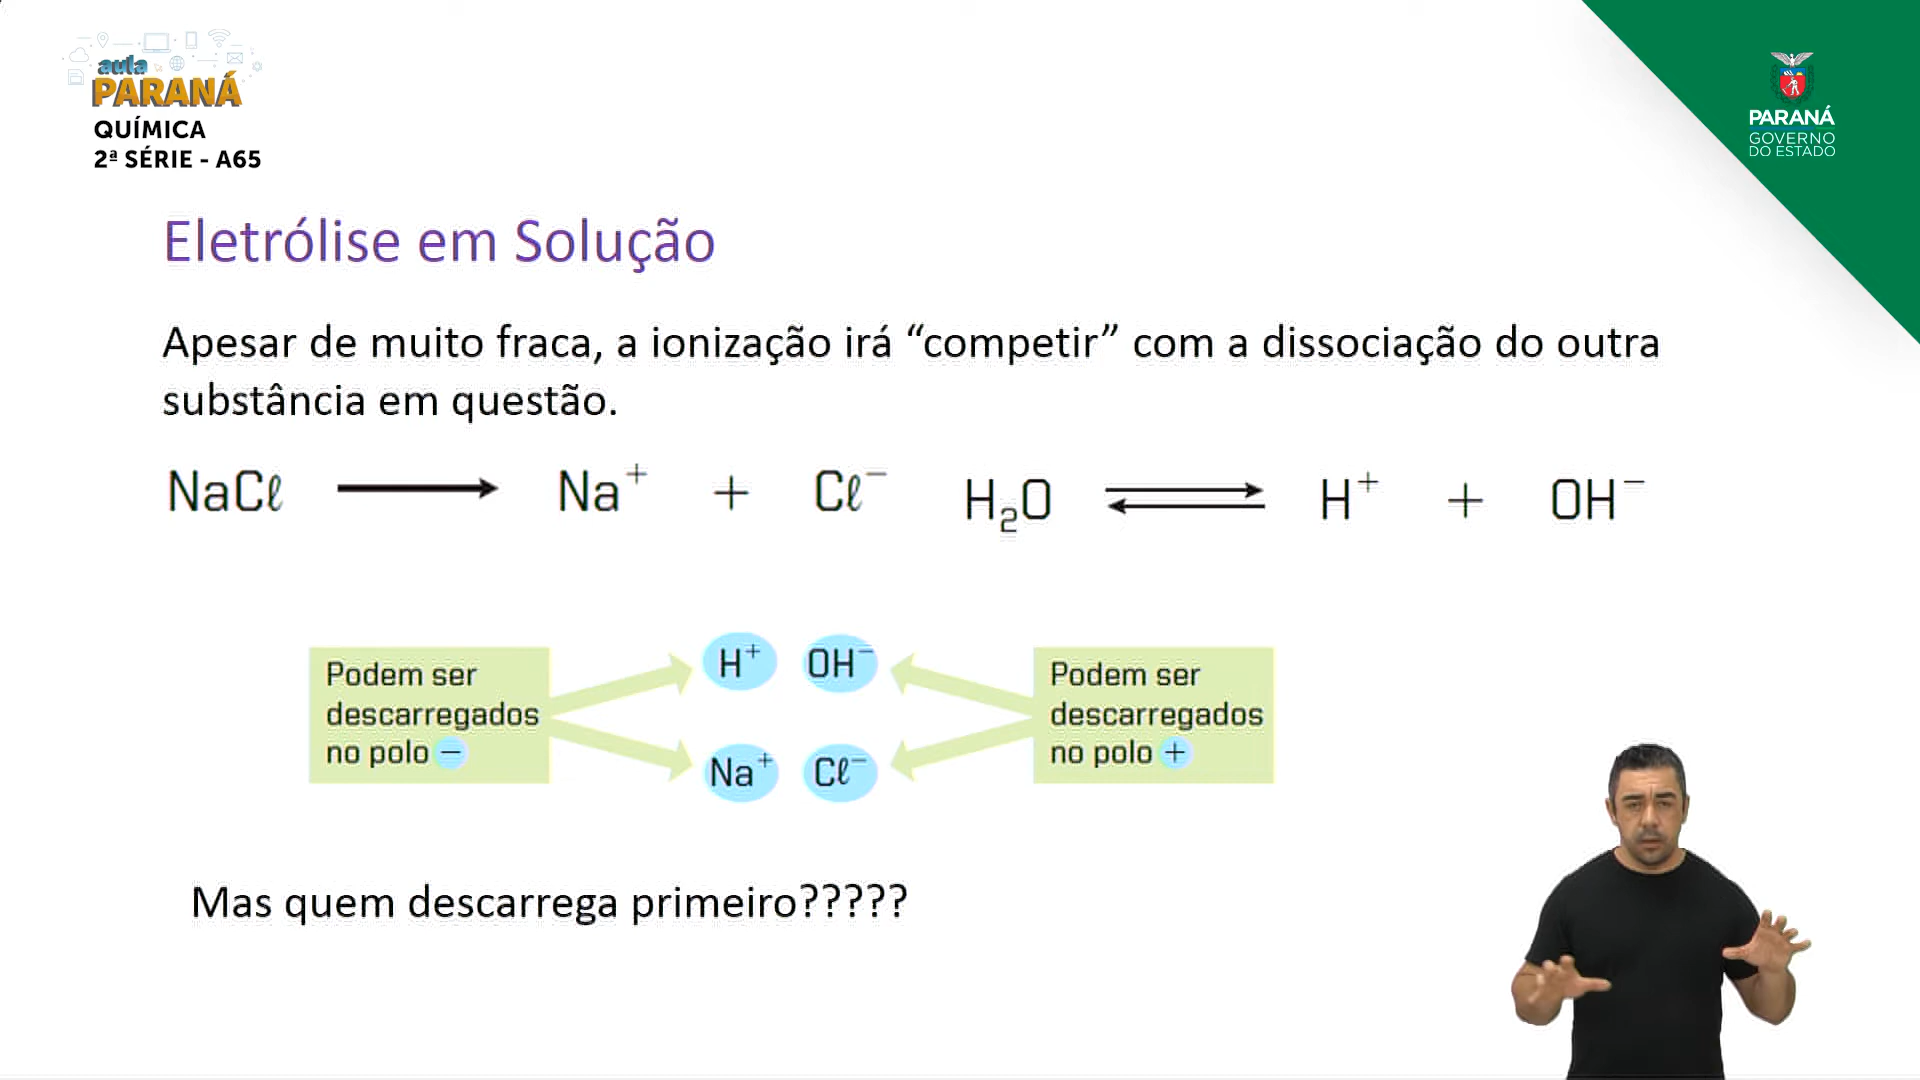 aula
PARANÁ
QUÍMICA
2ª SÉRIE - A65
PARANÁ
GOVERNO
DO ESTADO
Eletrólise em Solução
Apesar de muito fraca, a ionização irá “competir” com a dissociação do outra
substância em questão.
NaCℓ ⟶ Na⁺ + Cℓ⁻ H₂O ⇌ H⁺ + OH⁻
Podem ser
descarregados
no polo −
H⁺ OH⁻
Na⁺ Cℓ⁻
Podem ser
descarregados
no polo +
Mas quem descarrega primeiro?????